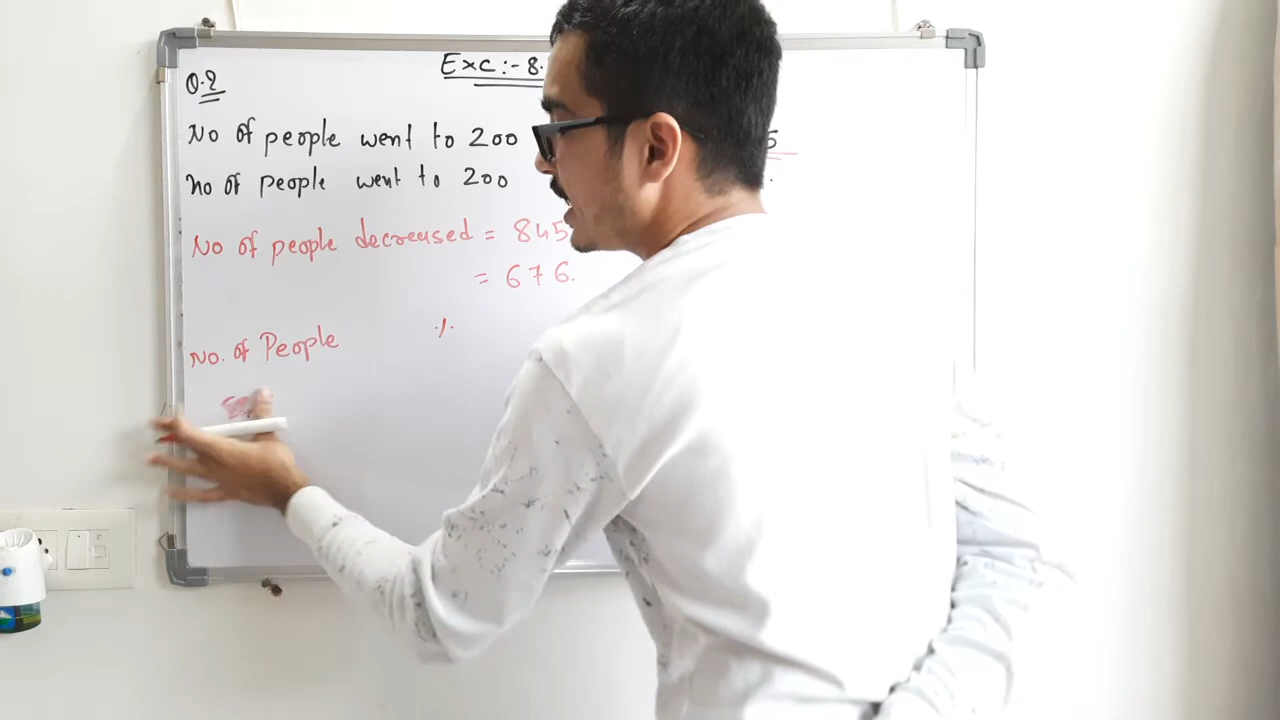 Exc:- 8.
Q.2
No of people went to 200 5
no of people went to 200 .
No of people decreased = 845
= 676.
No. of People %